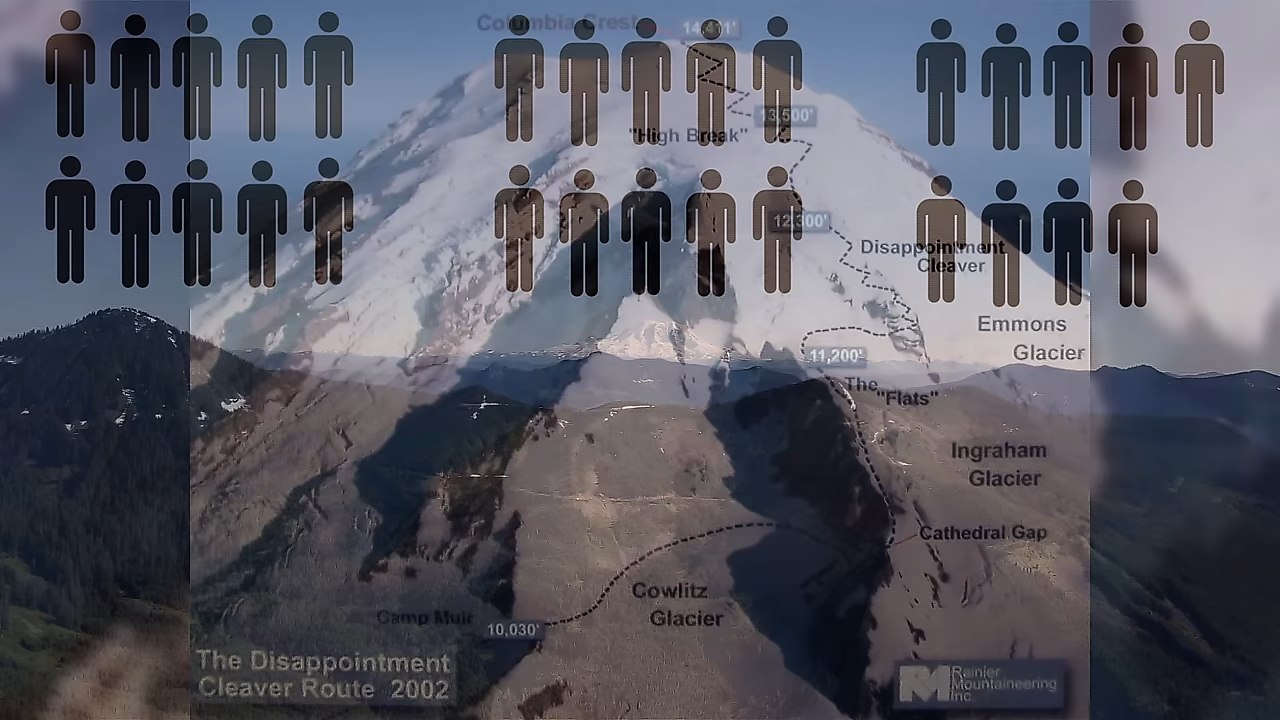 Columbia Crest
14,411'
13,500'
"High Break"
12,300'
Disappointment
Cleaver
Emmons
Glacier
11,200'
The
"Flats"
Ingraham
Glacier
Cathedral Gap
Cowlitz
Glacier
Camp Muir
10,030'
The Disappointment
Cleaver Route 2002
RMI
Rainier
Mountaineering
Inc.